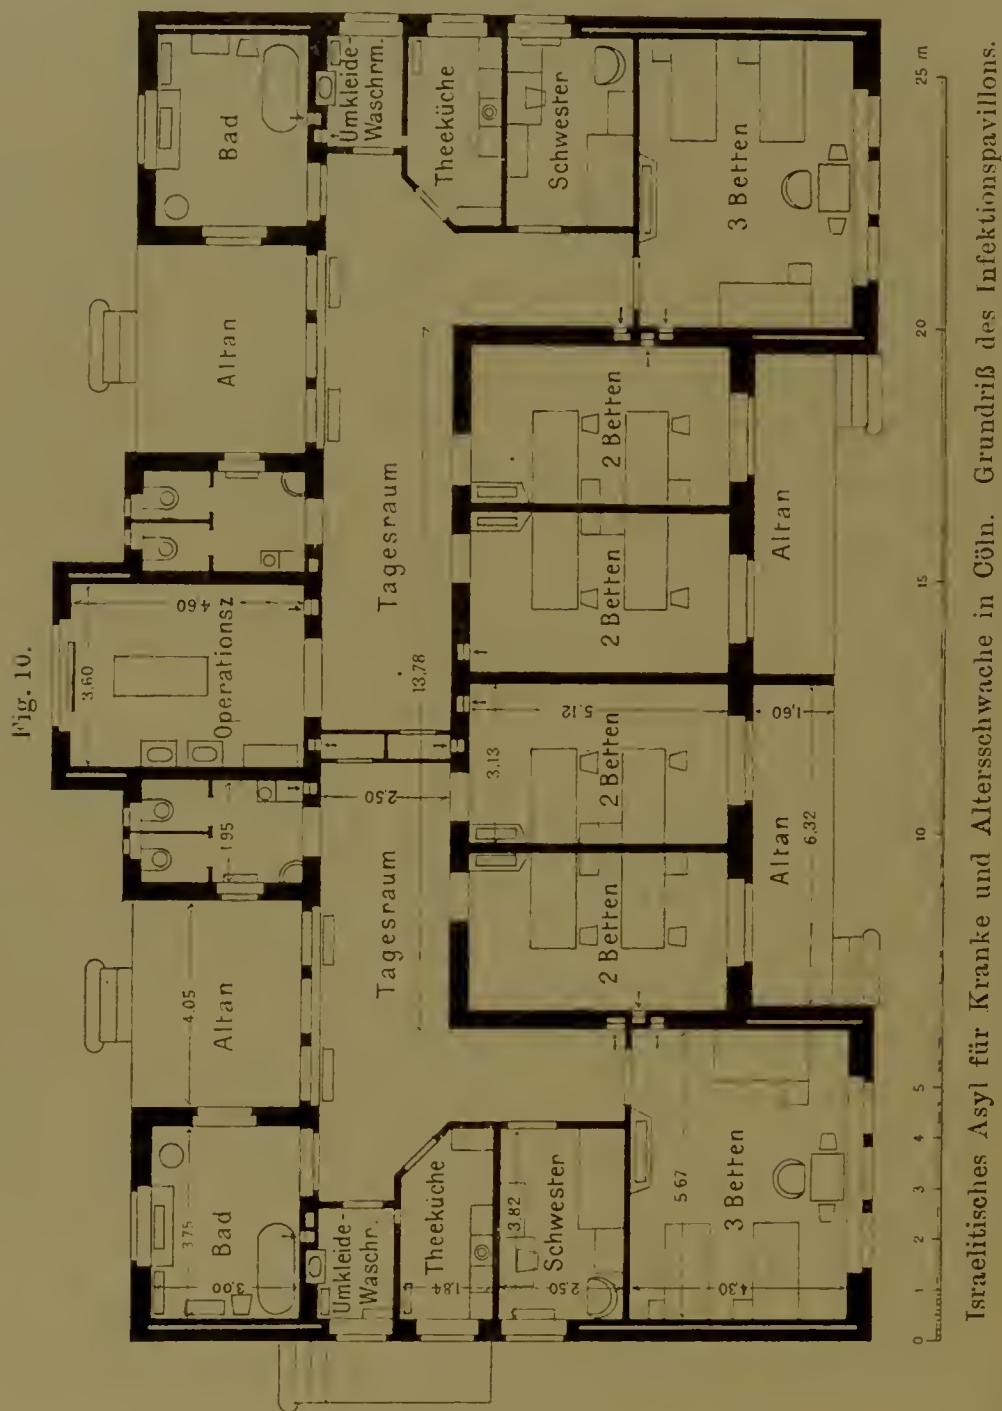 Fig. 10.
3,60
4,60
Operationsz
1,95
Altan
4,05
Altan
Bad
3,75
3,00
Bad
Umkleide-
Waschr.
Umkleide-
Waschrm.
Tagesraum
2,50
Tagesraum
13,78
Theeküche
1,84
Theeküche
Schwester
3,82
2,50
Schwester
2 Betten
2 Betten
3,13
5,12
2 Betten
2 Betten
3 Betten
5,67
4,30
3 Betten
Altan
6,32
1,60
Altan
0 1 2 3 4 5 10 15 20 25 m
Israelitisches Asyl für Kranke und Altersschwache in Cöln. Grundriß des Infektionspavillons.